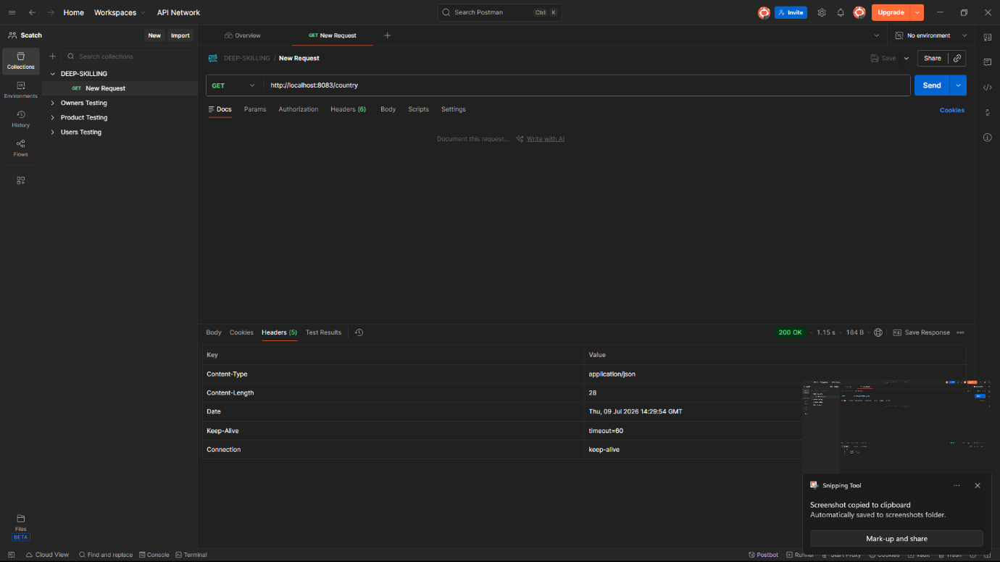 Home Workspaces API Network Search Postman Ctrl K Invite Upgrade
Scatch New Import Overview GET New Request No environment
Collections
Search collections
DEEP-SKILLING
GET New Request
Owners Testing
Product Testing
Users Testing
Environments
History
Flows
Files
BETA
DEEP-SKILLING / New Request Save Share
GET http://localhost:8083/country Send
Docs Params Authorization Headers (6) Body Scripts Settings Cookies
Document this request... Write with AI
Body Cookies Headers (5) Test Results 200 OK 1.15 s 184 B Save Response
Key Value
Content-Type application/json
Content-Length 28
Date Thu, 09 Jul 2026 14:29:54 GMT
Keep-Alive timeout=60
Connection keep-alive
Snipping Tool
Screenshot copied to clipboard
Automatically saved to screenshots folder.
Mark-up and share
Cloud View Find and replace Console Terminal Postbot Runner Start Proxy Cookies Vault Trash